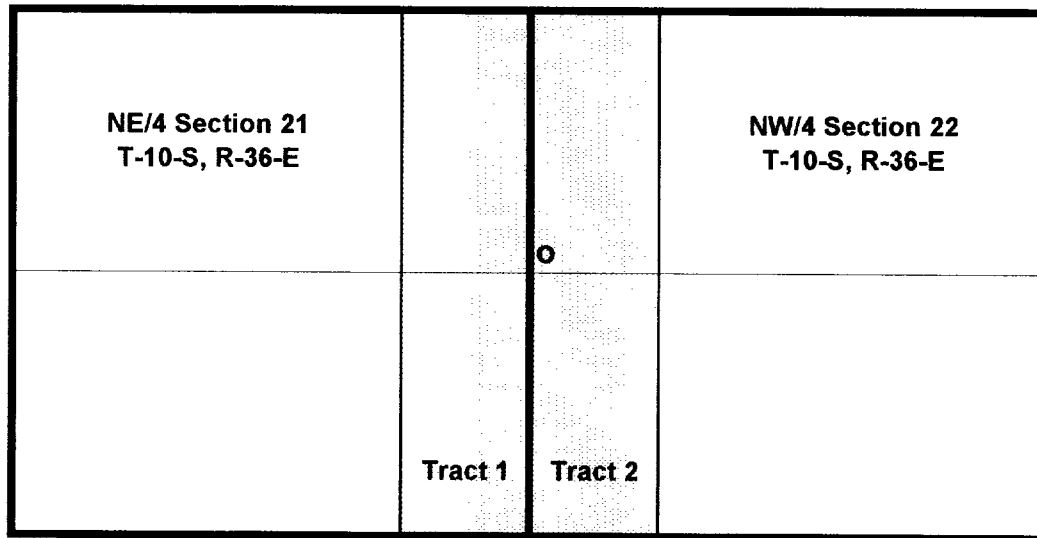 NE/4 Section 21
T-10-S, R-36-E
NW/4 Section 22
T-10-S, R-36-E
O
Tract 1
Tract 2